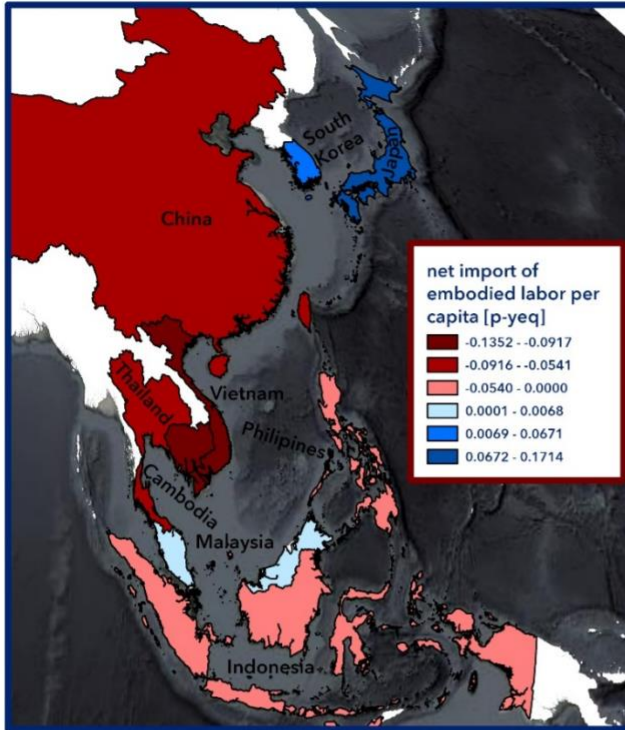 South
Korea
Japan
China
net import of
embodied labor per
capita [p-yeq]
-0.1352 - -0.0917
-0.0916 - -0.0541
-0.0540 - 0.0000
0.0001 - 0.0068
0.0069 - 0.0671
0.0672 - 0.1714
Thailand
Vietnam
Philipines
Cambodia
Malaysia
Indonesia